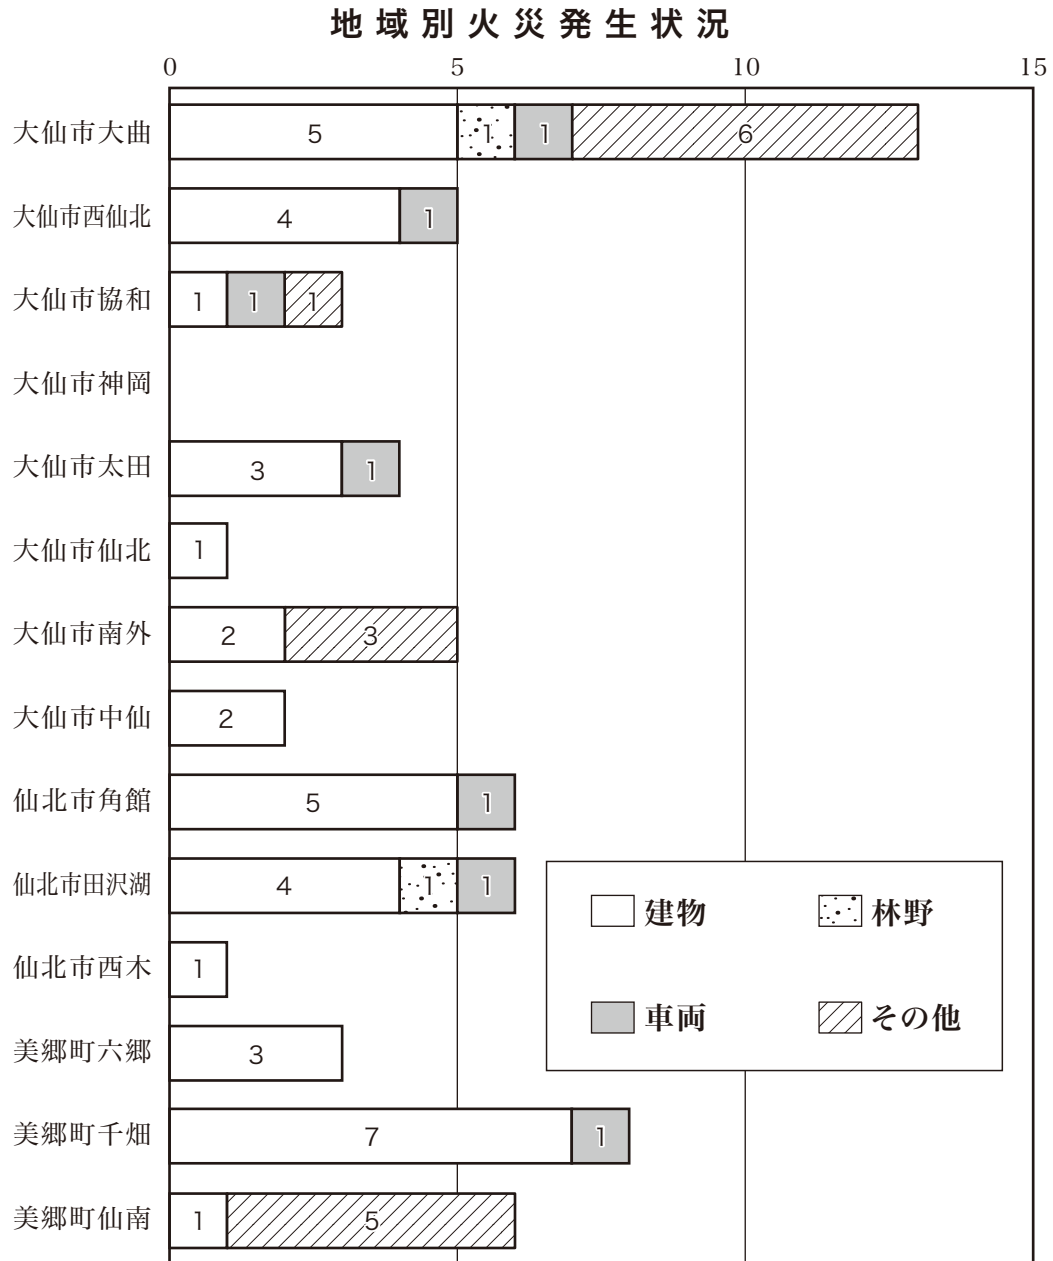 地域別火災発生状況
0 5 10 15
大仙市大曲 5 1 1 6
大仙市西仙北 4 1
大仙市協和 1 1 1
大仙市神岡
大仙市太田 3 1
大仙市仙北 1
大仙市南外 2 3
大仙市中仙 2
仙北市角館 5 1
仙北市田沢湖 4 1 1
仙北市西木 1
美郷町六郷 3
美郷町千畑 7 1
美郷町仙南 1 5
建物 林野
車両 その他